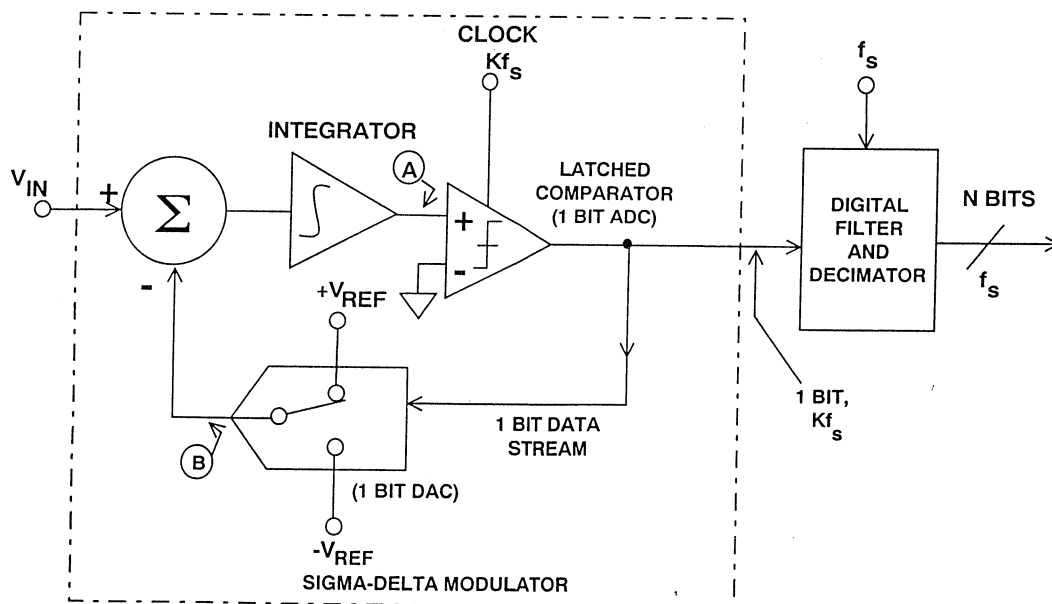 CLOCK
Kfs
fs
INTEGRATOR
A
LATCHED
COMPARATOR
(1 BIT ADC)
VIN
+
Σ
∫
+
-
DIGITAL
FILTER
AND
DECIMATOR
N BITS
fs
-
+VREF
1 BIT,
Kfs
1 BIT DATA
STREAM
B
(1 BIT DAC)
-VREF
SIGMA-DELTA MODULATOR